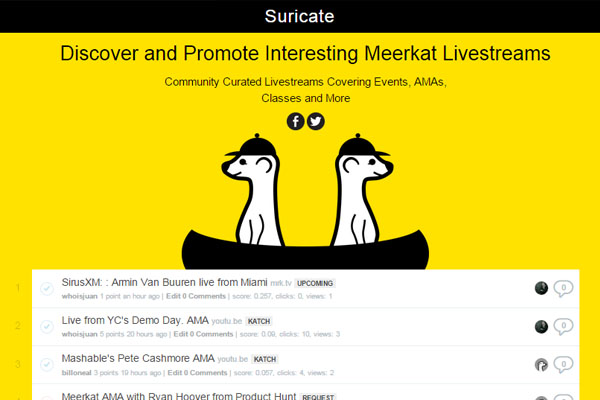 Suricate
Discover and Promote Interesting Meerkat Livestreams
Community Curated Livestreams Covering Events, AMAs,
Classes and More
1 SirusXM: : Armin Van Buuren live from Miami mrk.tv UPCOMING 0
whoisjuan 1 point an hour ago | Edit 0 Comments | score: 0.257, clicks: 0, views: 1
2 Live from YC's Demo Day. AMA youtu.be KATCH 0
whoisjuan 5 points 20 hours ago | Edit 0 Comments | score: 0.09, clicks: 10, views: 3
3 Mashable's Pete Cashmore AMA youtu.be KATCH 0
billoneal 3 points 19 hours ago | Edit 0 Comments | score: 0.057, clicks: 4, views: 2
Meerkat AMA with Ryan Hoover from Product Hunt REQUEST